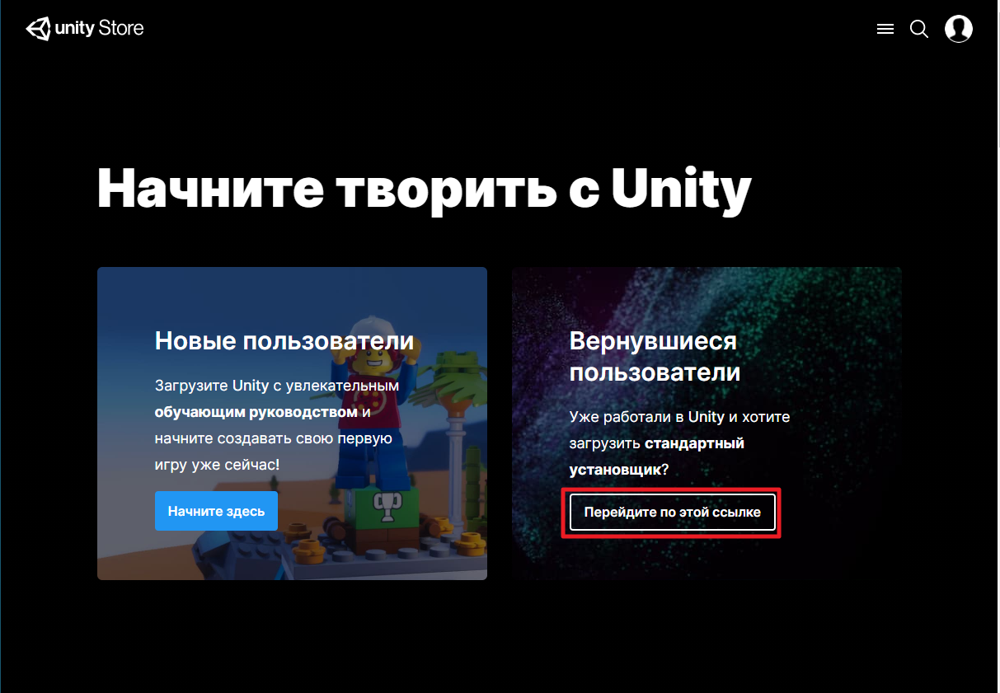 unity Store
Начните творить с Unity
Новые пользователи
Загрузите Unity с увлекательным
обучающим руководством и
начните создавать свою первую
игру уже сейчас!
Начните здесь
Вернувшиеся
пользователи
Уже работали в Unity и хотите
загрузить стандартный
установщик?
Перейдите по этой ссылке